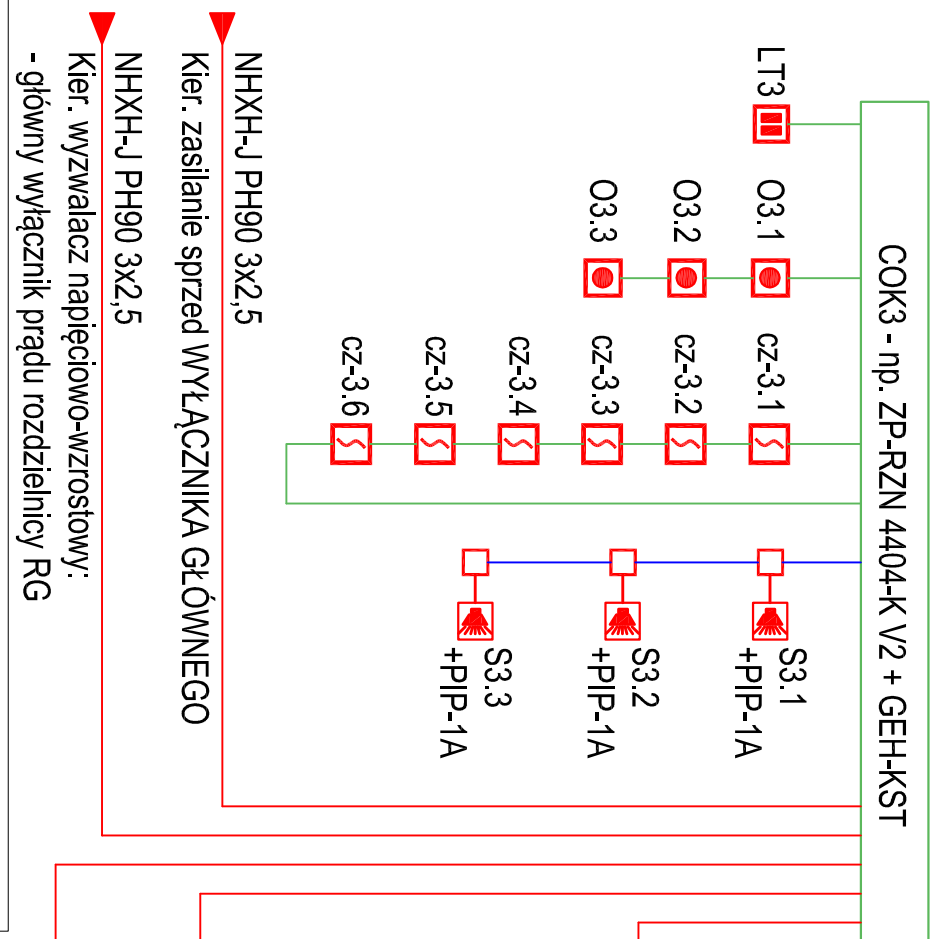 COK3 - np. ZP-RZN 4404-K V2 + GEH-KST
LT3
O3.1
O3.2
O3.3
cz-3.1
cz-3.2
cz-3.3
cz-3.4
cz-3.5
cz-3.6
S3.1
+PIP-1A
S3.2
+PIP-1A
S3.3
+PIP-1A
NHXH-J PH90 3x2,5
Kier. zasilanie sprzed WYŁĄCZNIKA GŁÓWNEGO
NHXH-J PH90 3x2,5
Kier. wyzwalacz napięciowo-wzrostowy:
- główny wyłącznik prądu rozdzielnicy RG